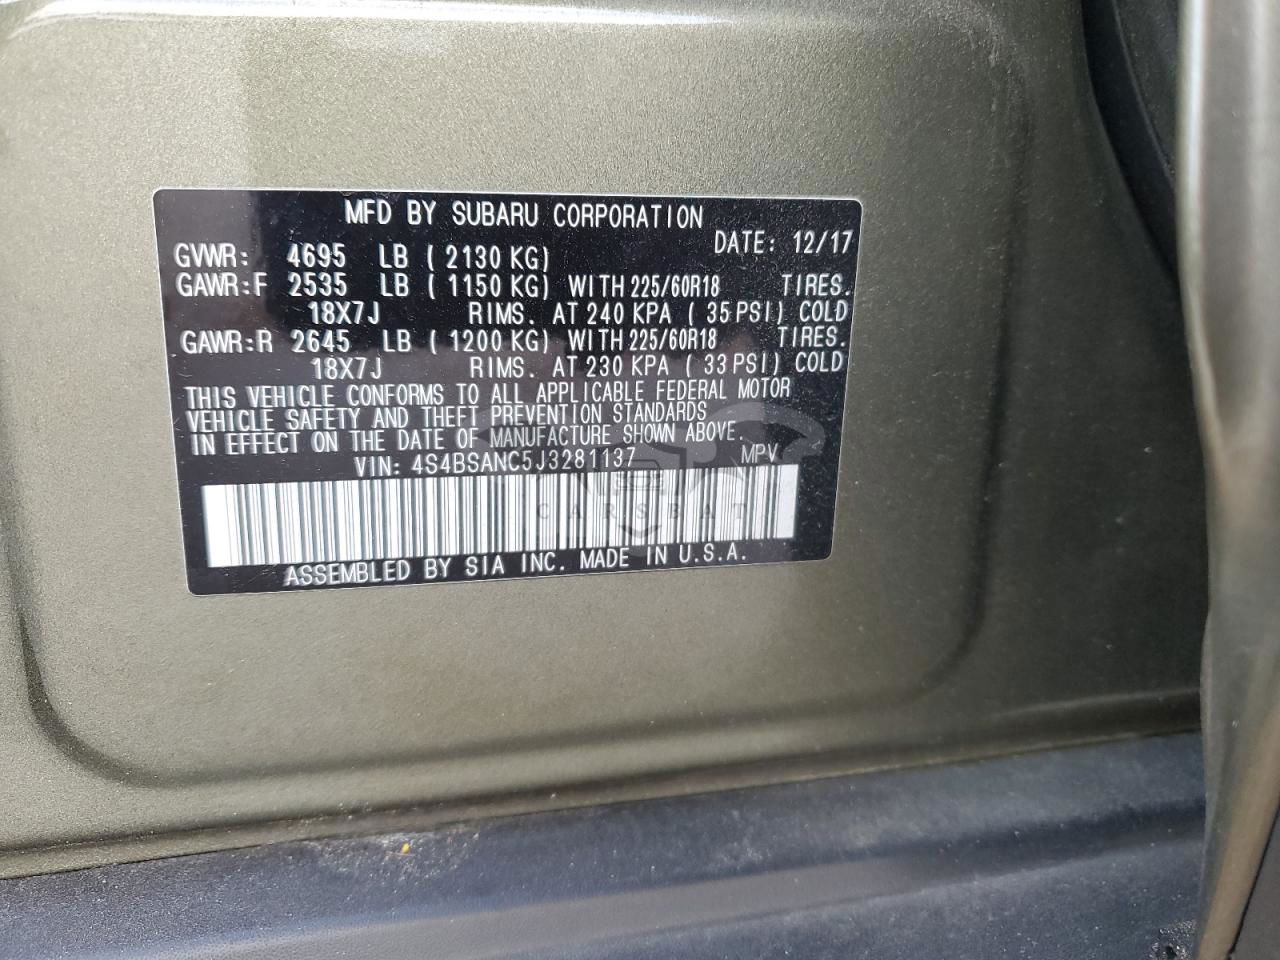 MFD BY SUBARU CORPORATION
DATE: 12/17
GVWR: 4695 LB ( 2130 KG)
GAWR:F 2535 LB ( 1150 KG) WITH 225/60R18 TIRES.
18X7J RIMS. AT 240 KPA ( 35 PSI) COLD
GAWR:R 2645 LB ( 1200 KG) WITH 225/60R18 TIRES.
18X7J RIMS. AT 230 KPA ( 33 PSI) COLD
THIS VEHICLE CONFORMS TO ALL APPLICABLE FEDERAL MOTOR
VEHICLE SAFETY AND THEFT PREVENTION STANDARDS
IN EFFECT ON THE DATE OF MANUFACTURE SHOWN ABOVE.
VIN: 4S4BSANC5J3281137 MPV
CARSBAT
ASSEMBLED BY SIA INC. MADE IN U.S.A.